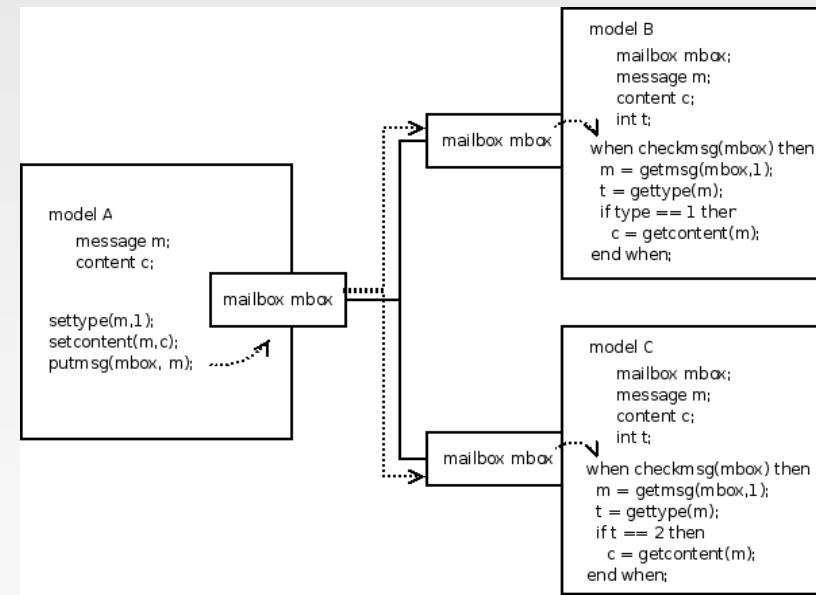 model A
message m;
content c;
settype(m,1);
setcontent(m,c);
putmsg(mbox, m);
mailbox mbox
mailbox mbox
model B
mailbox mbox;
message m;
content c;
int t;
when checkmsg(mbox) then
m = getmsg(mbox,1);
t = gettype(m);
if type == 1 then
c = getcontent(m);
end when;
mailbox mbox
model C
mailbox mbox;
message m;
content c;
int t;
when checkmsg(mbox) then
m = getmsg(mbox,1);
t = gettype(m);
if t == 2 then
c = getcontent(m);
end when;